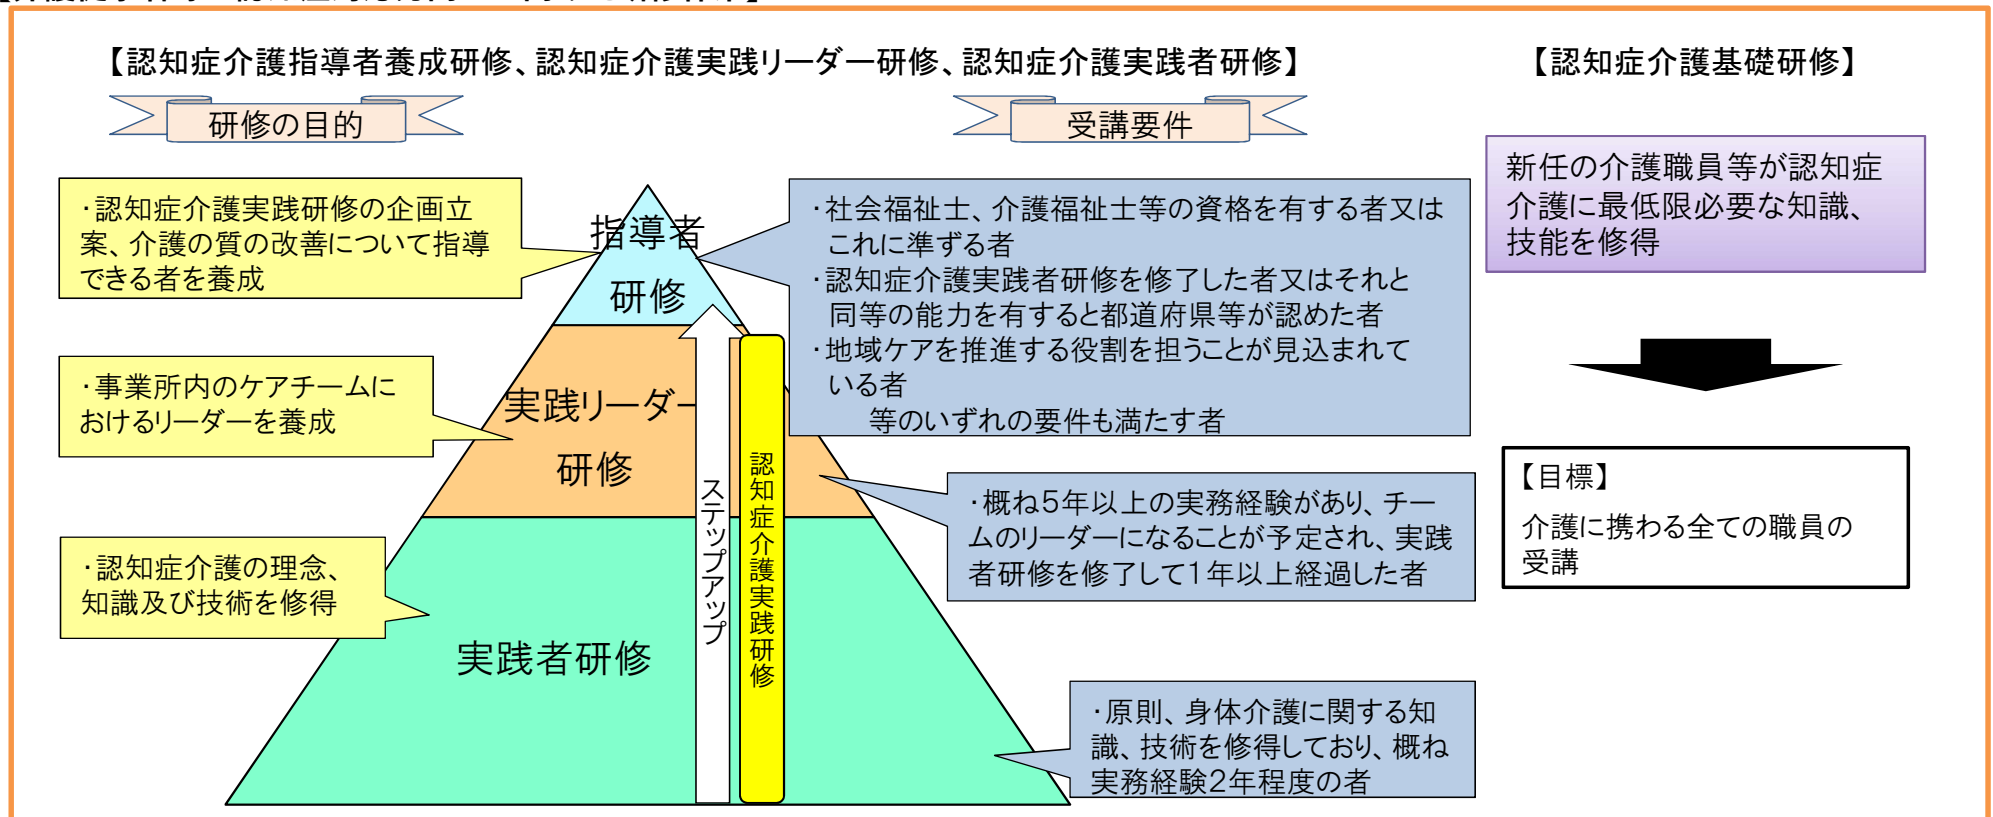 【認知症介護指導者養成研修、認知症介護実践リーダー研修、認知症介護実践者研修】
【認知症介護基礎研修】
研修の目的
受講要件
・認知症介護実践研修の企画立
案、介護の質の改善について指導
できる者を養成
指導者
研修
・社会福祉士、介護福祉士等の資格を有する者又は
これに準ずる者
・認知症介護実践者研修を修了した者又はそれと
同等の能力を有すると都道府県等が認めた者
・地域ケアを推進する役割を担うことが見込まれて
いる者
等のいずれの要件も満たす者
新任の介護職員等が認知症
介護に最低限必要な知識、
技能を修得
・事業所内のケアチームに
おけるリーダーを養成
実践リーダー
研修
・概ね5年以上の実務経験があり、チー
ムのリーダーになることが予定され、実践
者研修を修了して1年以上経過した者
【目標】
介護に携わる全ての職員の
受講
・認知症介護の理念、
知識及び技術を修得
実践者研修
ステップアップ
認知症介護実践研修
・原則、身体介護に関する知
識、技術を修得しており、概ね
実務経験2年程度の者